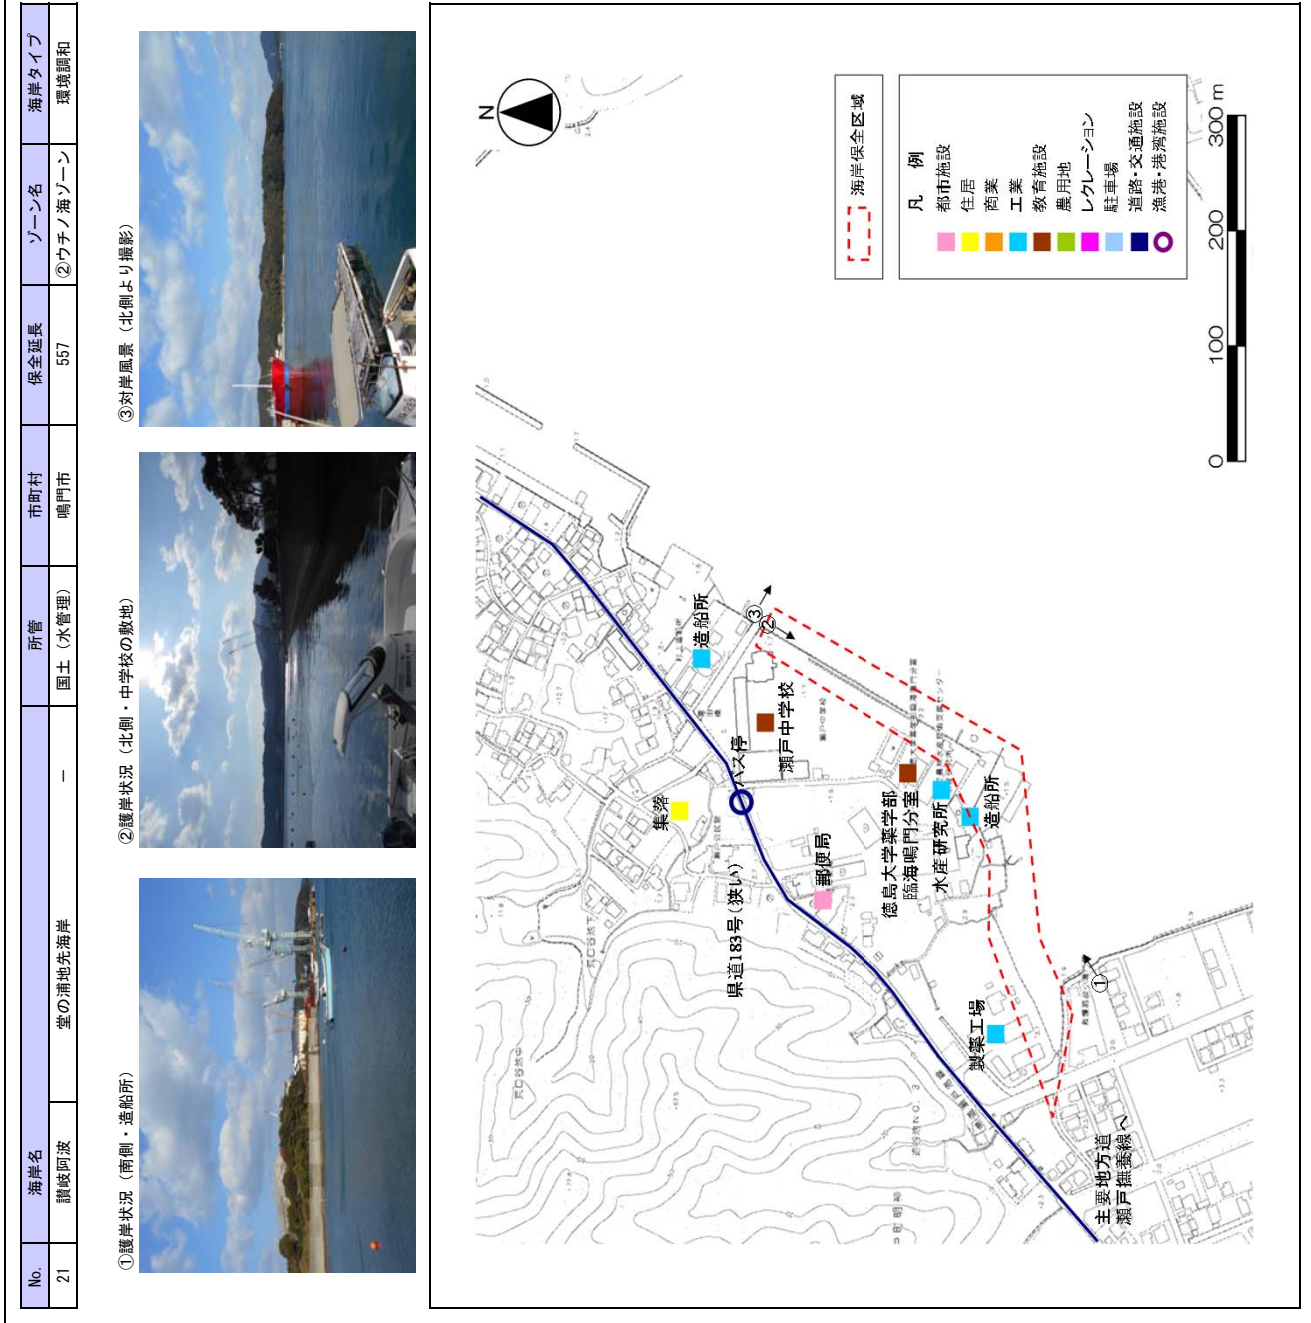 No.
海岸名
所管
市町村
保全延長
ゾーン名
海岸タイプ
21
讃岐阿波
堂の浦地先海岸
―
国土（水管理）
鳴門市
557
②ウチノ海ゾーン
環境調和
①護岸状況（南側・造船所）
②護岸状況（北側・中学校の敷地）
③対岸風景（北側より撮影）
N
海岸保全区域
凡 例
都市施設
住居
商業
工業
教育施設
農用地
レクレーション
駐車場
道路・交通施設
漁港・港湾施設
0
100
200
300 m
集落
バス停
造船所
③
②
瀬戸中学校
県道183号(狭い)
郵便局
徳島大学薬学部
臨海鳴門分室
水産研究所
造船所
製薬工場
①
主要地方道
瀬戸撫養線へ